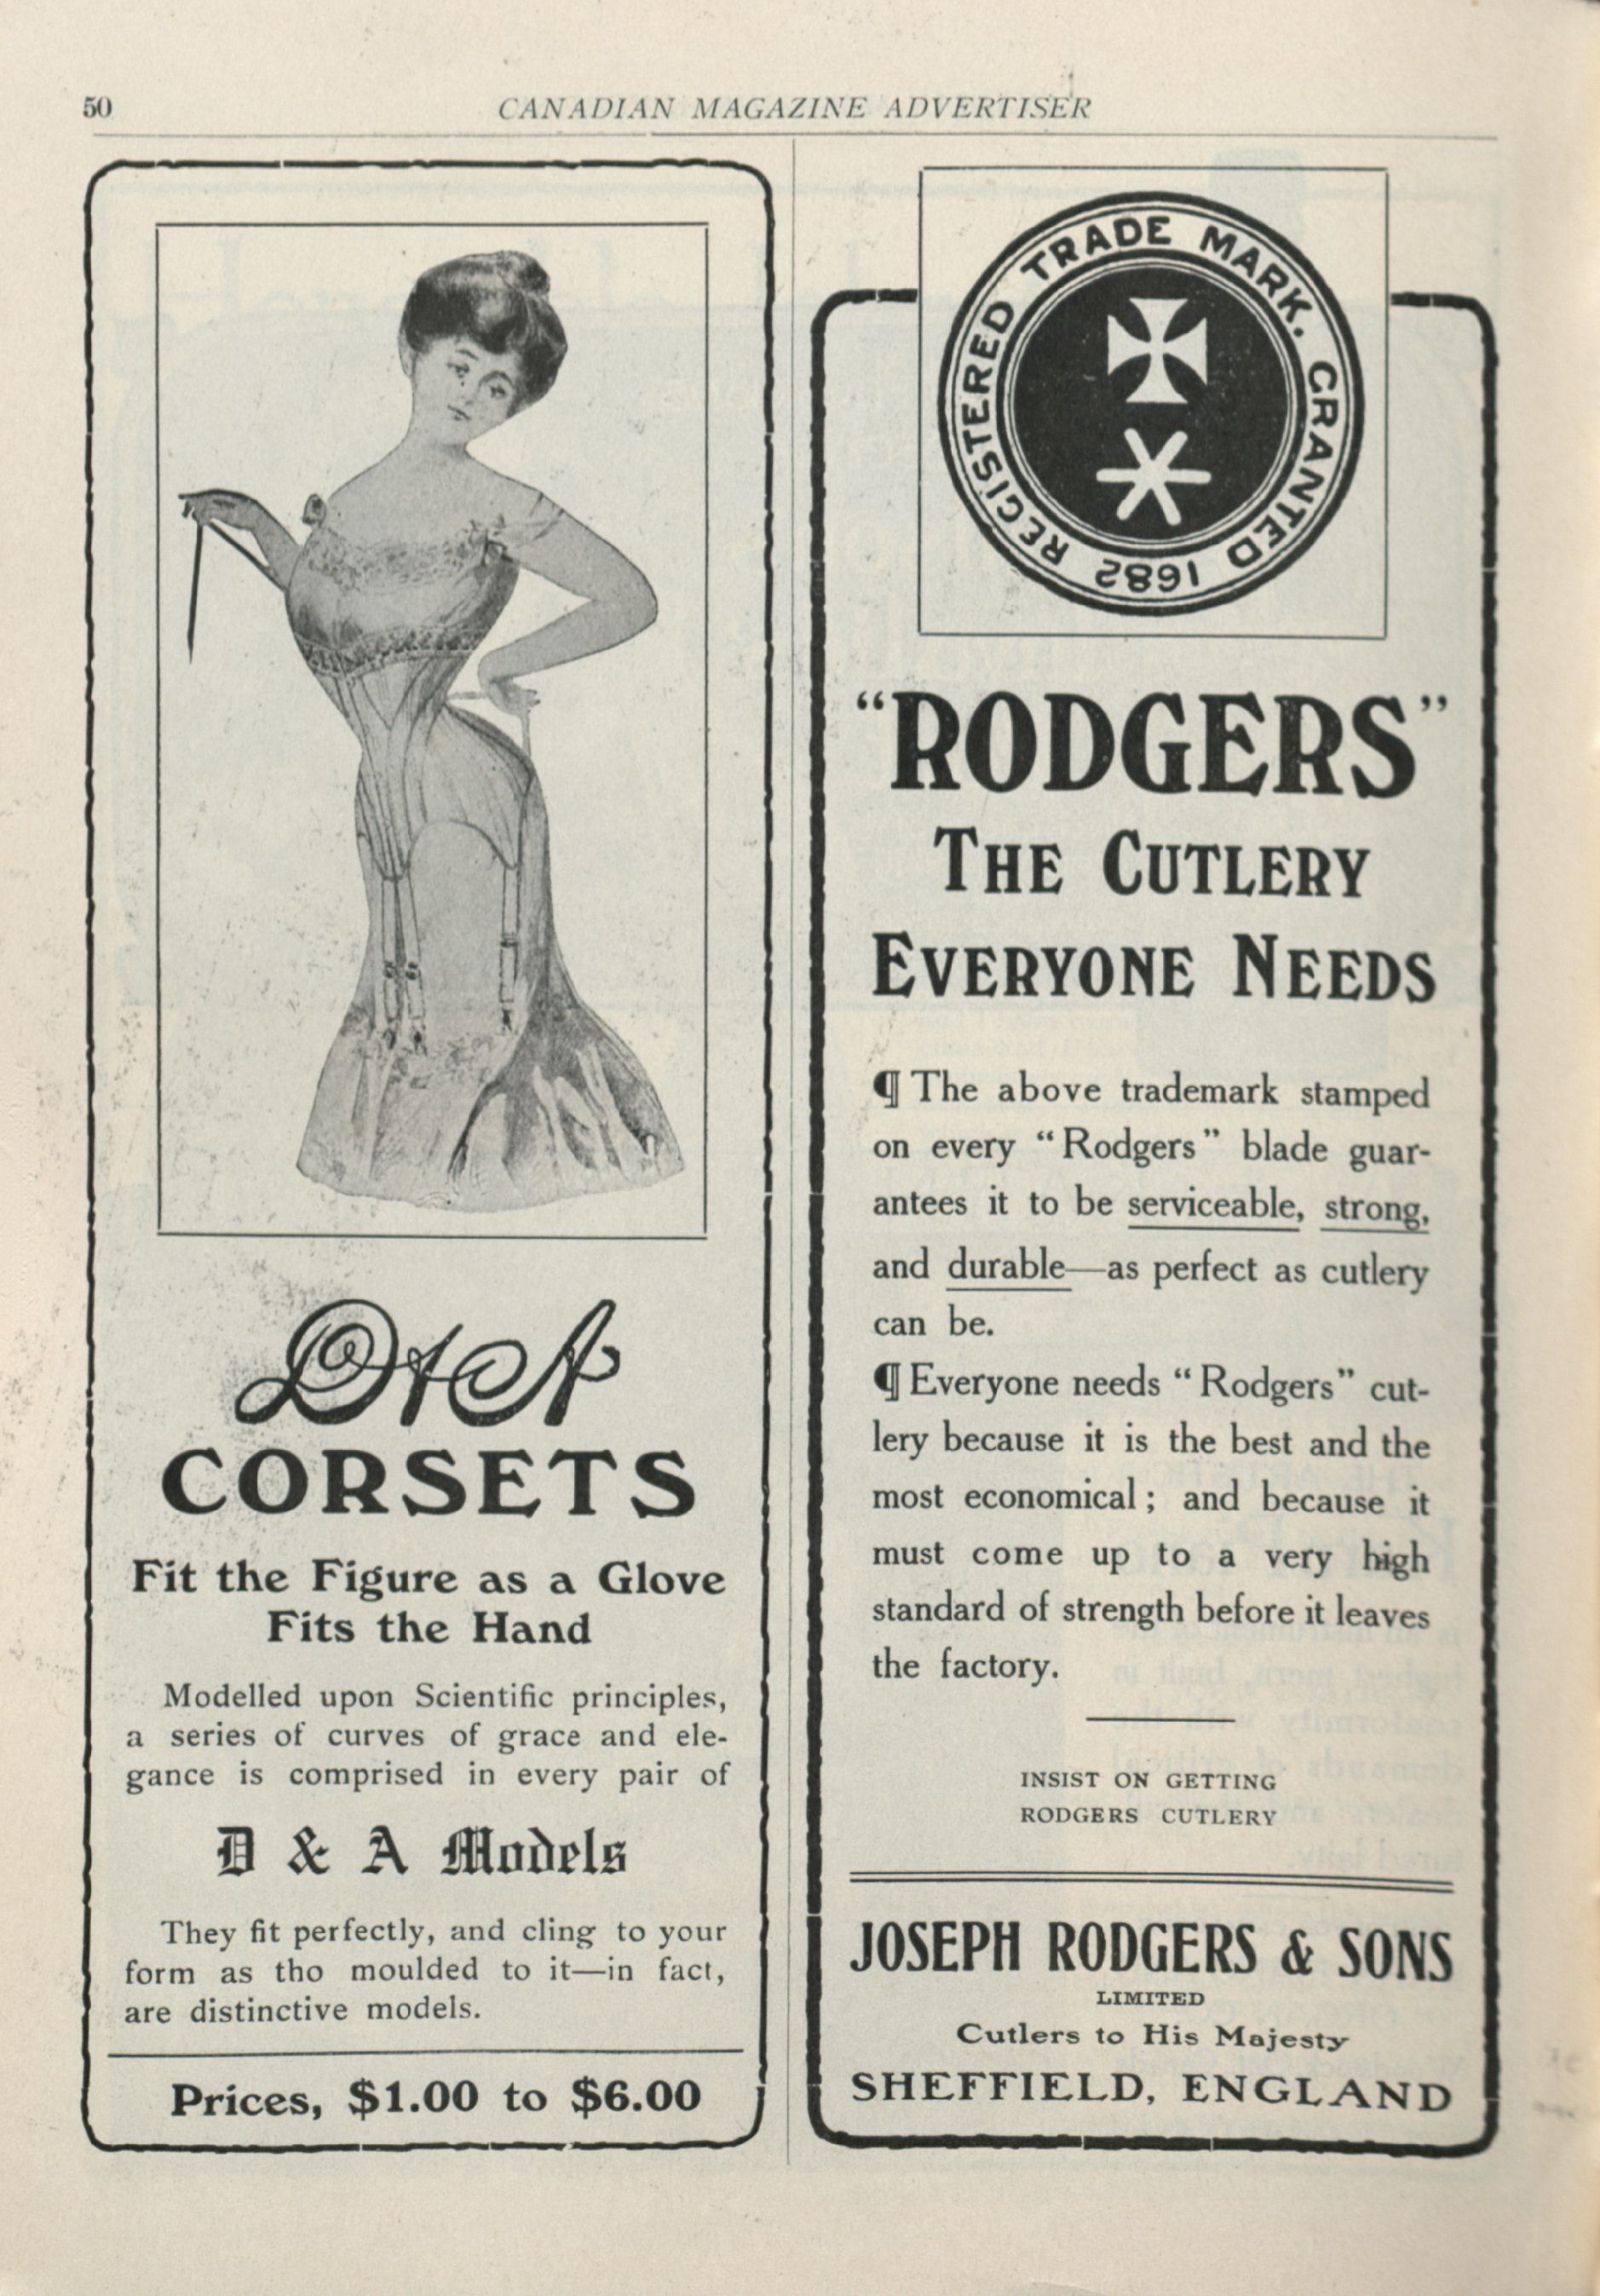 50
CANADIAN MAGAZINE ADVERTISER
D & A
CORSETS
Fit the Figure as a Glove
Fits the Hand
Modelled upon Scientific principles,
a series of curves of grace and ele-
gance is comprised in every pair of
D & A Models
They fit perfectly, and cling to your
form as tho moulded to it—in fact,
are distinctive models.
Prices, $1.00 to $6.00
REGISTERED TRADE MARK. GRANTED 1682
“RODGERS”
THE CUTLERY
EVERYONE NEEDS
¶ The above trademark stamped
on every “Rodgers” blade guar-
antees it to be serviceable, strong,
and durable—as perfect as cutlery
can be.
¶ Everyone needs “Rodgers” cut-
lery because it is the best and the
most economical; and because it
must come up to a very high
standard of strength before it leaves
the factory.
INSIST ON GETTING
RODGERS CUTLERY
JOSEPH RODGERS & SONS
LIMITED
Cutlers to His Majesty
SHEFFIELD, ENGLAND